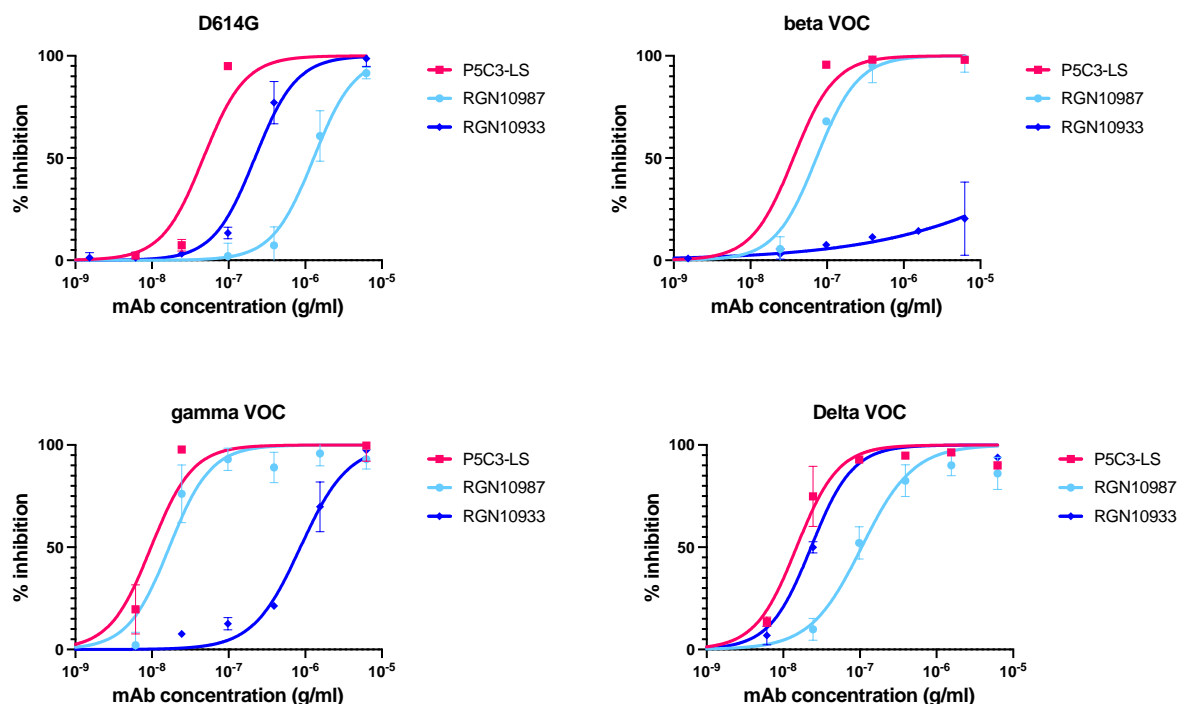 D614G
100
50
0
% inhibition
10-9
10-8
10-7
10-6
10-5
mAb concentration (g/ml)
P5C3-LS
RGN10987
RGN10933
beta VOC
100
50
0
% inhibition
10-9
10-8
10-7
10-6
10-5
mAb concentration (g/ml)
P5C3-LS
RGN10987
RGN10933
gamma VOC
100
50
0
% inhibition
10-9
10-8
10-7
10-6
10-5
mAb concentration (g/ml)
P5C3-LS
RGN10987
RGN10933
Delta VOC
100
50
0
% inhibition
10-9
10-8
10-7
10-6
10-5
mAb concentration (g/ml)
P5C3-LS
RGN10987
RGN10933